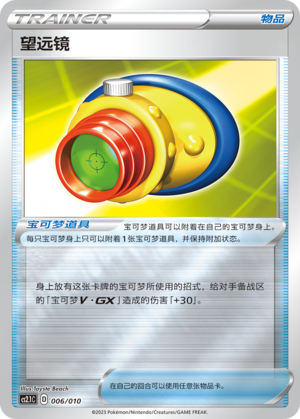 TRAINER 物品
望远镜
宝可梦道具 宝可梦道具可以附着在自己的宝可梦身上。
每只宝可梦身上只可以附着1张宝可梦道具,并保持附加状态。
身上放有这张卡牌的宝可梦所使用的招式,给对手备战区
的「宝可梦V・GX」造成的伤害「+30」。
Illus. Toyste Beach
CS2.1C D 006/010
在自己的回合可以使用任意张物品卡。
©2023 Pokémon/Nintendo/Creatures/GAME FREAK.